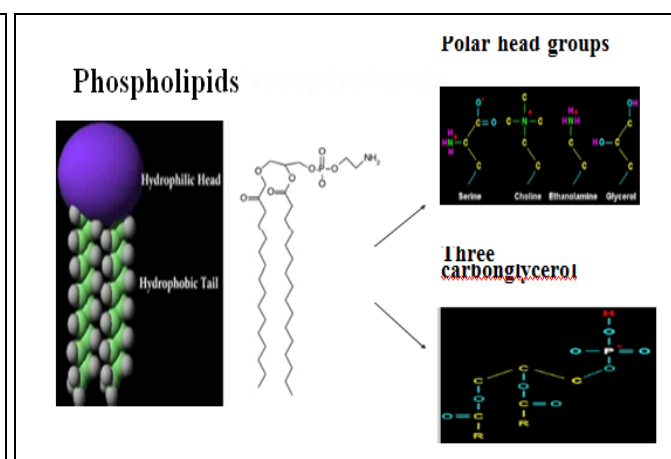 Polar head groups
Phospholipids
Hydrophilic Head
Hydrophobic Tail
Serine
Choline
Ethanolamine
Glycerol
Three
carbonglycerol